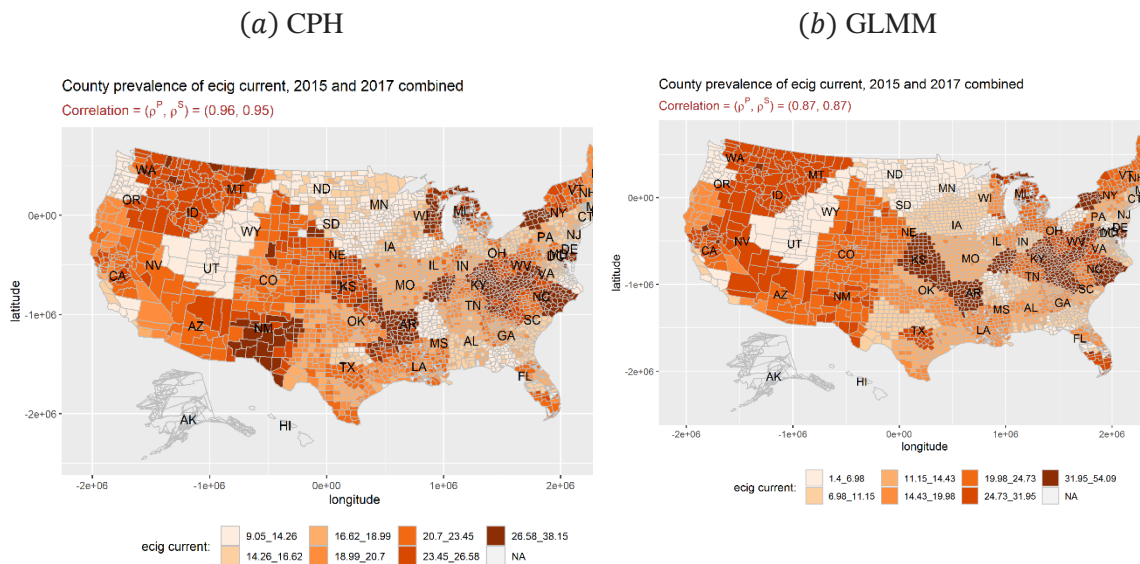 (a) CPH
County prevalence of ecig current, 2015 and 2017 combined
Correlation = (ρ^P, ρ^S) = (0.96, 0.95)
latitude
0e+00
-1e+06
-2e+06
WA
MT
ND
MN
OR
ID
SD
WI
MI
VT
NH
NY
CT
WY
IA
PA
NJ
NE
OH
DE
NV
UT
CO
IL
IN
WV
VA
CA
KS
MO
KY
NC
TN
AZ
NM
OK
AR
SC
MS
AL
GA
TX
LA
FL
AK
HI
-2e+06 -1e+06 0e+00 1e+06 2e+06
longitude
ecig current:
9.05_14.26 16.62_18.99 20.7_23.45 26.58_38.15
14.26_16.62 18.99_20.7 23.45_26.58 NA
(b) GLMM
County prevalence of ecig current, 2015 and 2017 combined
Correlation = (ρ^P, ρ^S) = (0.87, 0.87)
latitude
0e+00
-1e+06
-2e+06
WA
MT
ND
MN
OR
ID
SD
WI
MI
VT
NH
NY
CT
WY
IA
PA
NJ
NE
OH
DE
NV
UT
CO
IL
IN
WV
VA
CA
KS
MO
KY
NC
TN
AZ
NM
OK
AR
SC
MS
AL
GA
TX
LA
FL
AK
HI
-2e+06 -1e+06 0e+00 1e+06 2e+06
longitude
ecig current:
1.4_6.98 11.15_14.43 19.98_24.73 31.95_54.09
6.98_11.15 14.43_19.98 24.73_31.95 NA